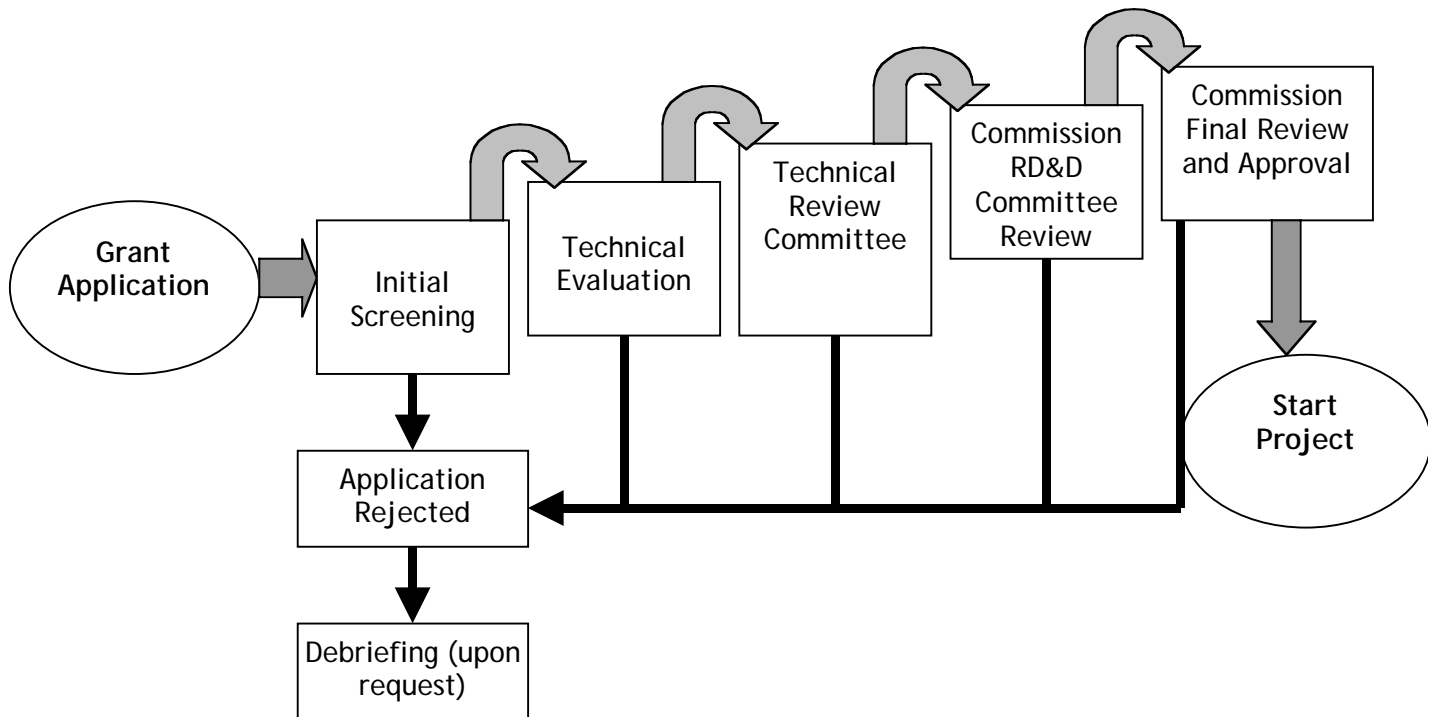 Grant
Application
Initial
Screening
Technical
Evaluation
Technical
Review
Committee
Commission
RD&D
Committee
Review
Commission
Final Review
and Approval
Start
Project
Application
Rejected
Debriefing (upon
request)